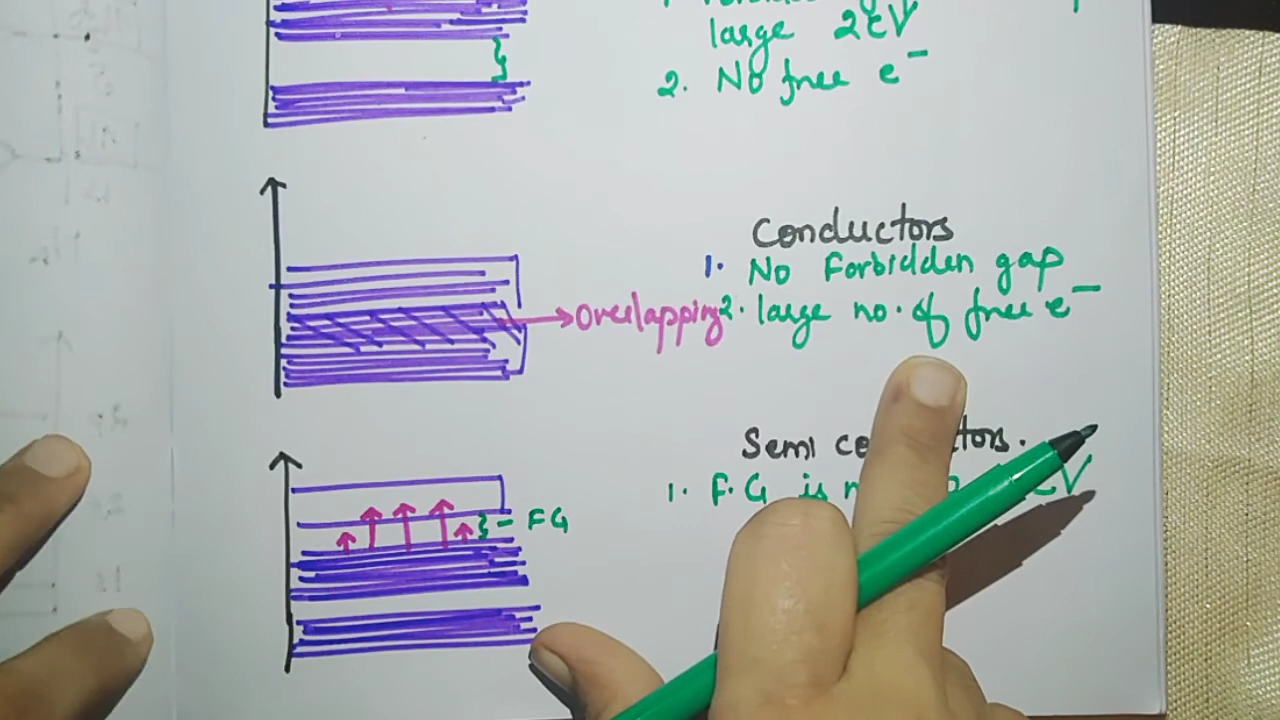 large 2eV
2. No free e⁻
Conductors
1. No Forbidden gap
Overlapping
2. large no. of free e⁻
Semi
1. F.G is
FG